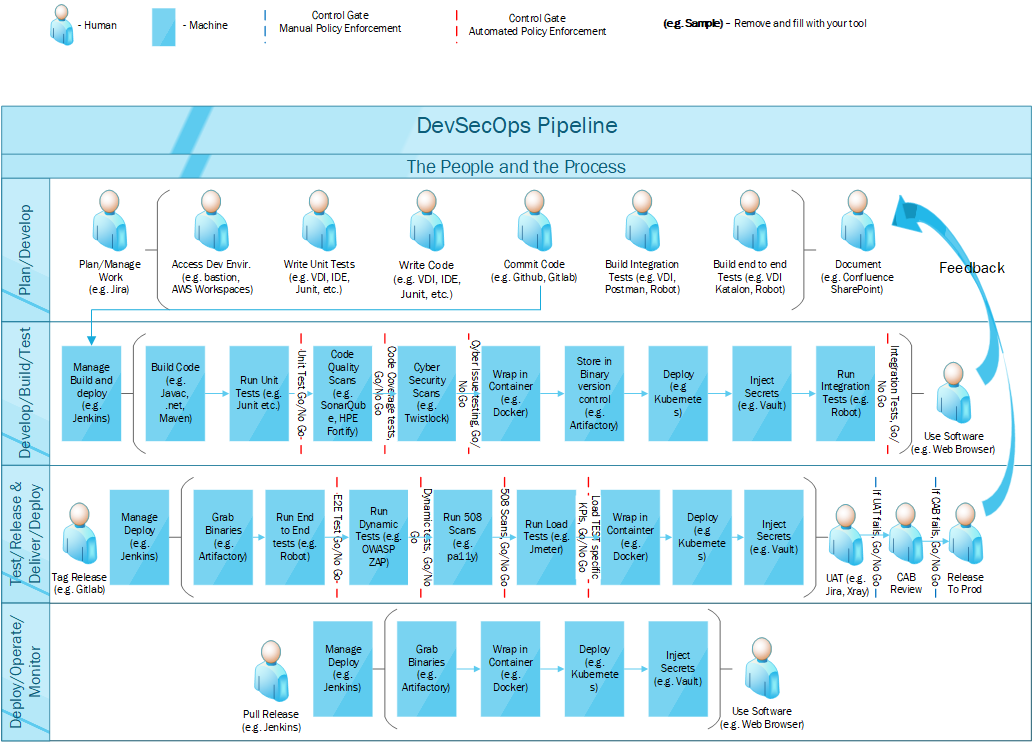 - Human
- Machine
Control Gate
Manual Policy Enforcement
Control Gate
Automated Policy Enforcement
(e.g. Sample) – Remove and fill with your tool
DevSecOps Pipeline
The People and the Process
Plan/Develop
Plan/Manage
Work
(e.g. Jira)
Access Dev Envir.
(e.g. bastion,
AWS Workspaces)
Write Unit Tests
(e.g. VDI, IDE,
Junit, etc.)
Write Code
(e.g. VDI, IDE,
Junit, etc.)
Commit Code
(e.g. Github, Gitlab)
Build Integration
Tests (e.g. VDI,
Postman, Robot)
Build end to end
Tests (e.g. VDI
Katalon, Robot)
Document
(e.g. Confluence
SharePoint)
Feedback
Develop/Build/Test
Manage
Build and
deploy
(e.g.
Jenkins)
Build Code
(e.g.
Javac,
.net,
Maven)
Run Unit
Tests (e.g.
Junit etc.)
Unit Test Go/No Go
Code
Quality
Scans
(e.g.
SonarQub
e, HPE
Fortify)
Code Coverage tests,
Go/No Go
Cyber
Security
Scans (e.g.
Twistlock)
Cyber Issue testing, Go/
No/Go
Wrap in
Container
(e.g.
Docker)
Store in
Binary
version
control
(e.g.
Artifactory)
Deploy (e.g
Kubernete
s)
Inject
Secrets
(e.g. Vault)
Run
Integration
Tests (e.g.
Robot)
Integration Tests, Go/
No Go
Use Software
(e.g. Web Browser)
Test/Release &
Deliver/Deploy
Tag Release
(e.g. Gitlab)
Manage
Deploy (e.g.
Jenkins)
Grab
Binaries
(e.g.
Artifactory)
Run End
to End
tests (e.g.
Robot)
E2E Test Go/No Go
Run
Dynamic
Tests (e.g.
OWASP
ZAP)
Dynamic tests, Go/No
Go
Run 508
Scans (e.g.
pa11y)
508 Scans, Go/No Go
Run Load
Tests (e.g.
Jmeter)
Load TEST specific
KPIs, Go/No Go
Wrap in
Container
(e.g.
Docker)
Deploy (e.g
Kubernete
s)
Inject
Secrets
(e.g. Vault)
UAT (e.g.
Jira, Xray)
If UAT fails, Go/No Go
CAB
Review
If CAB fails, Go/No Go
Release
To Prod
Deploy/Operate/
Monitor
Pull Release
(e.g. Jenkins)
Manage
Deploy
(e.g.
Jenkins)
Grab
Binaries
(e.g.
Artifactory)
Wrap in
Container
(e.g.
Docker)
Deploy
(e.g.
Kubernete
s)
Inject
Secrets
(e.g. Vault)
Use Software
(e.g. Web Browser)